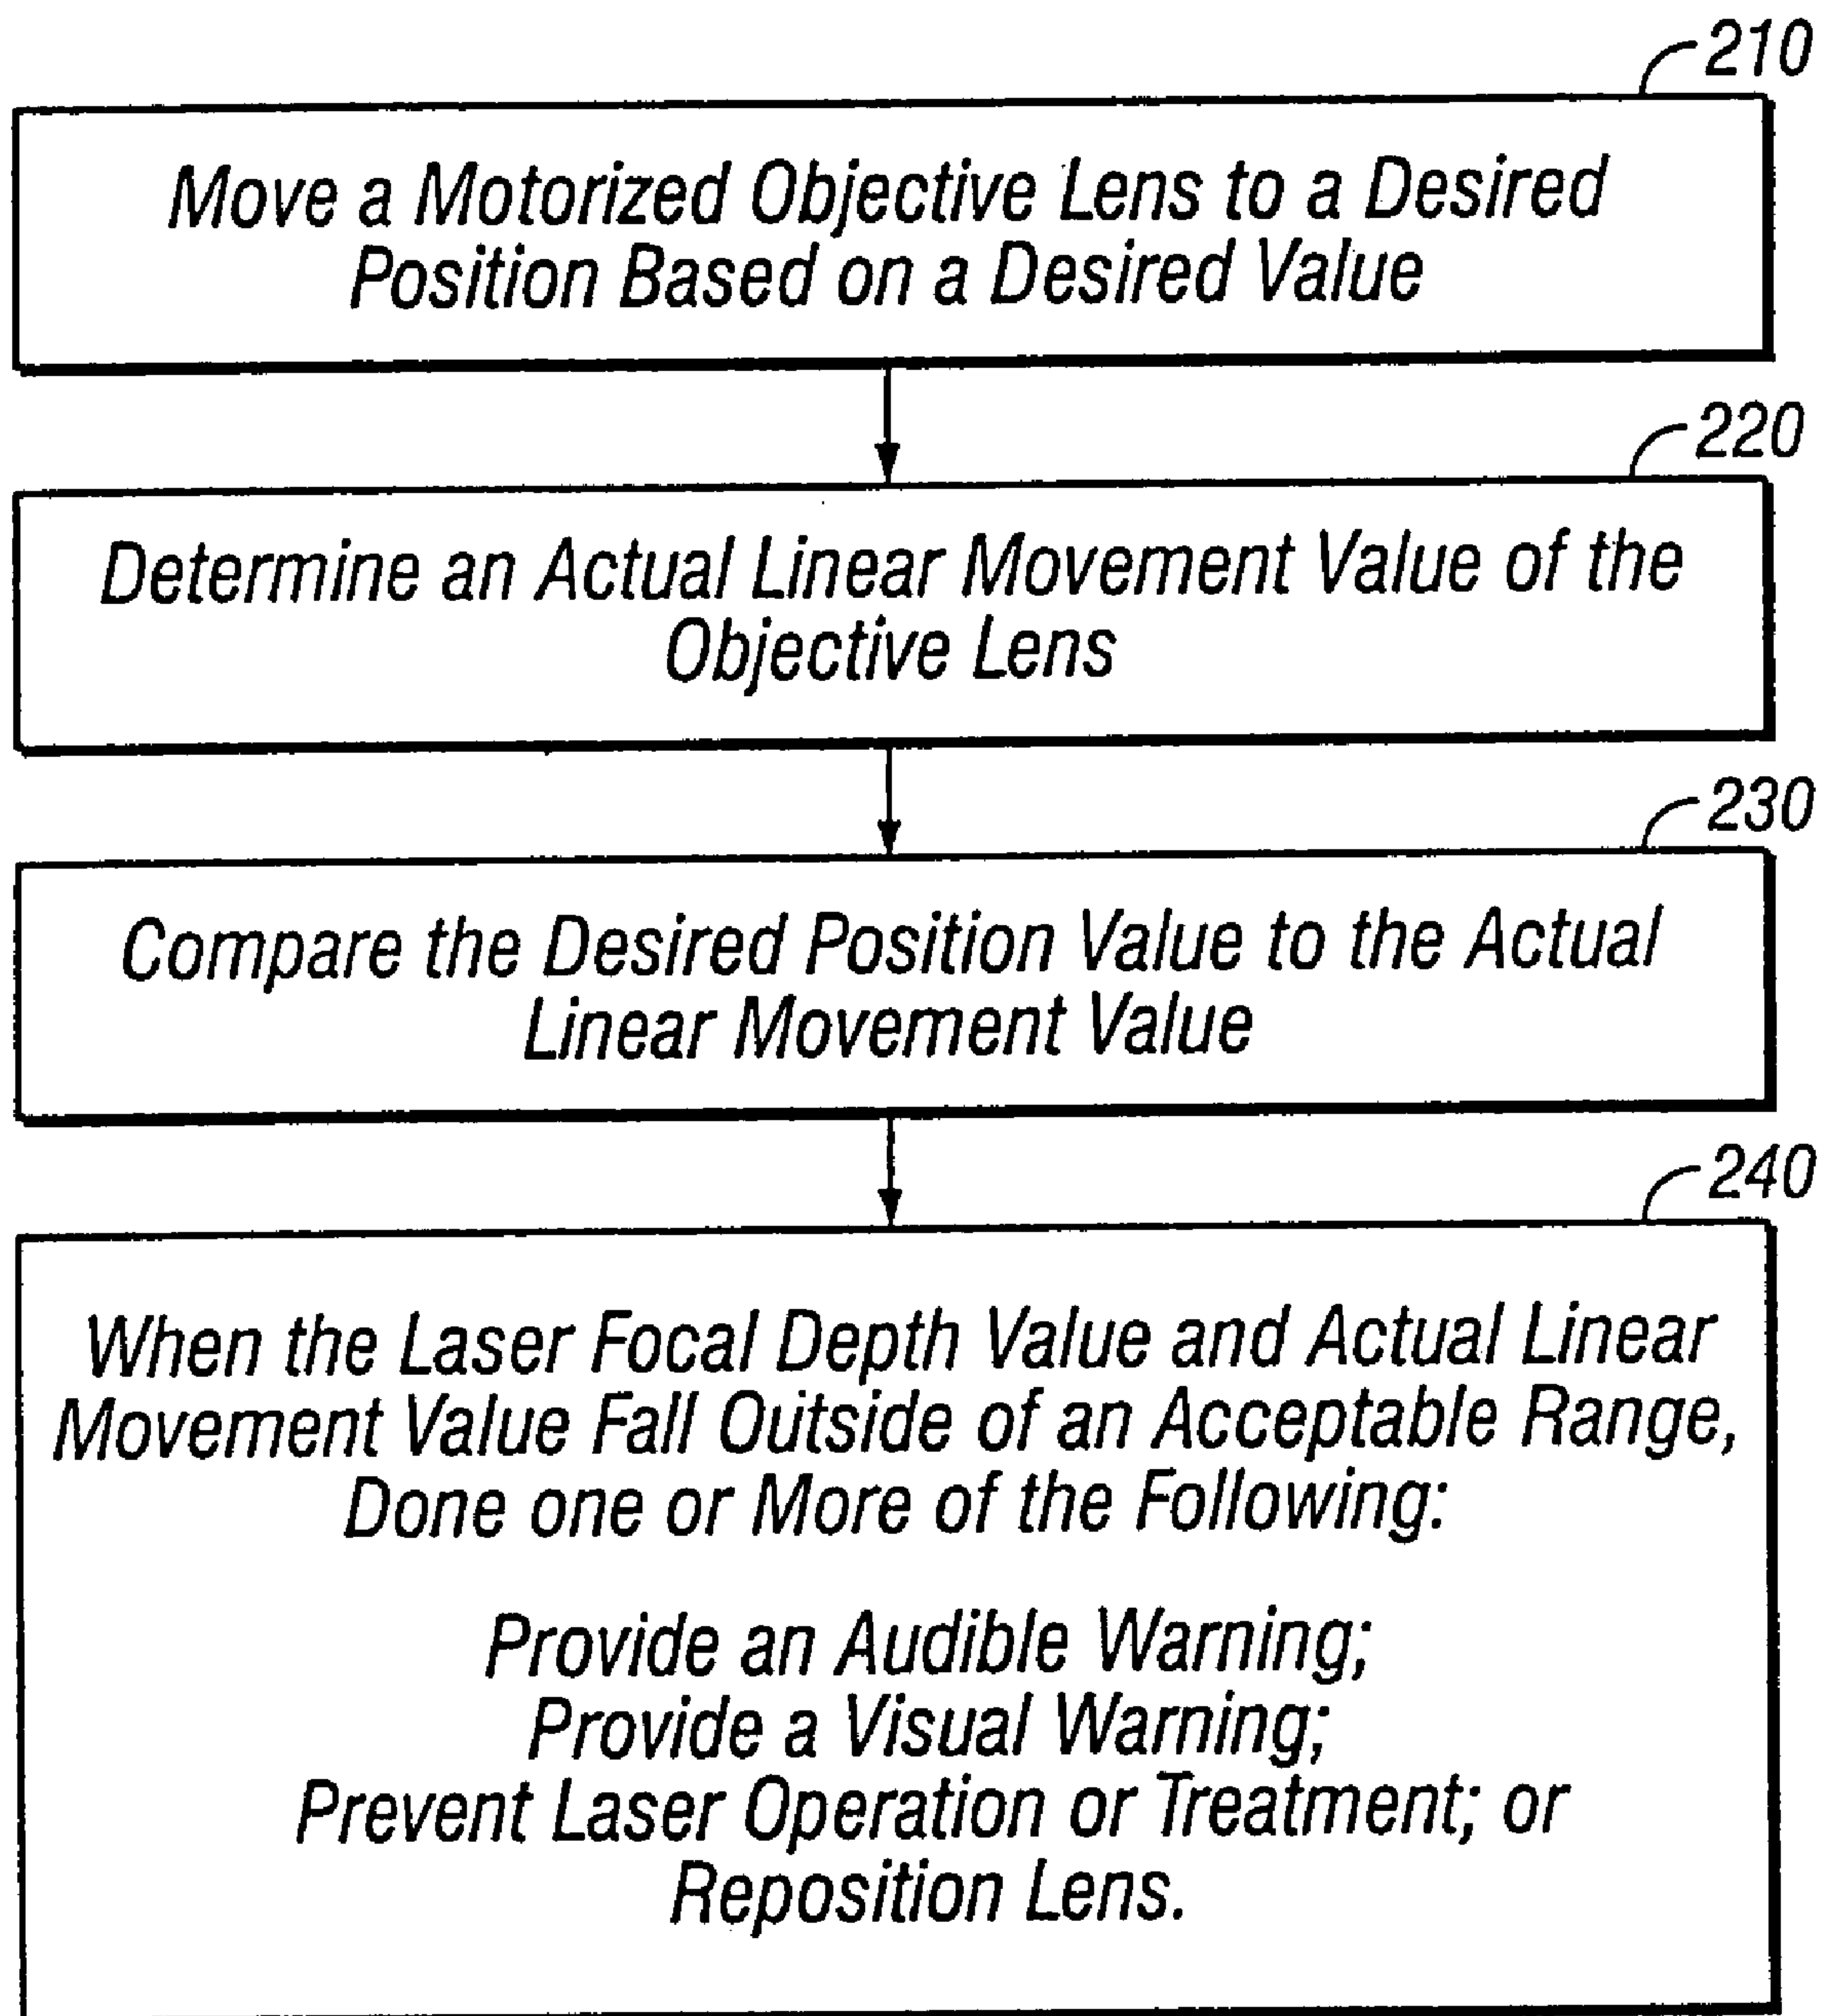 210
Move a Motorized Objective Lens to a Desired
Position Based on a Desired Value
220
Determine an Actual Linear Movement Value of the
Objective Lens
230
Compare the Desired Position Value to the Actual
Linear Movement Value
240
When the Laser Focal Depth Value and Actual Linear
Movement Value Fall Outside of an Acceptable Range,
Done one or More of the Following:
Provide an Audible Warning;
Provide a Visual Warning;
Prevent Laser Operation or Treatment; or
Reposition Lens.